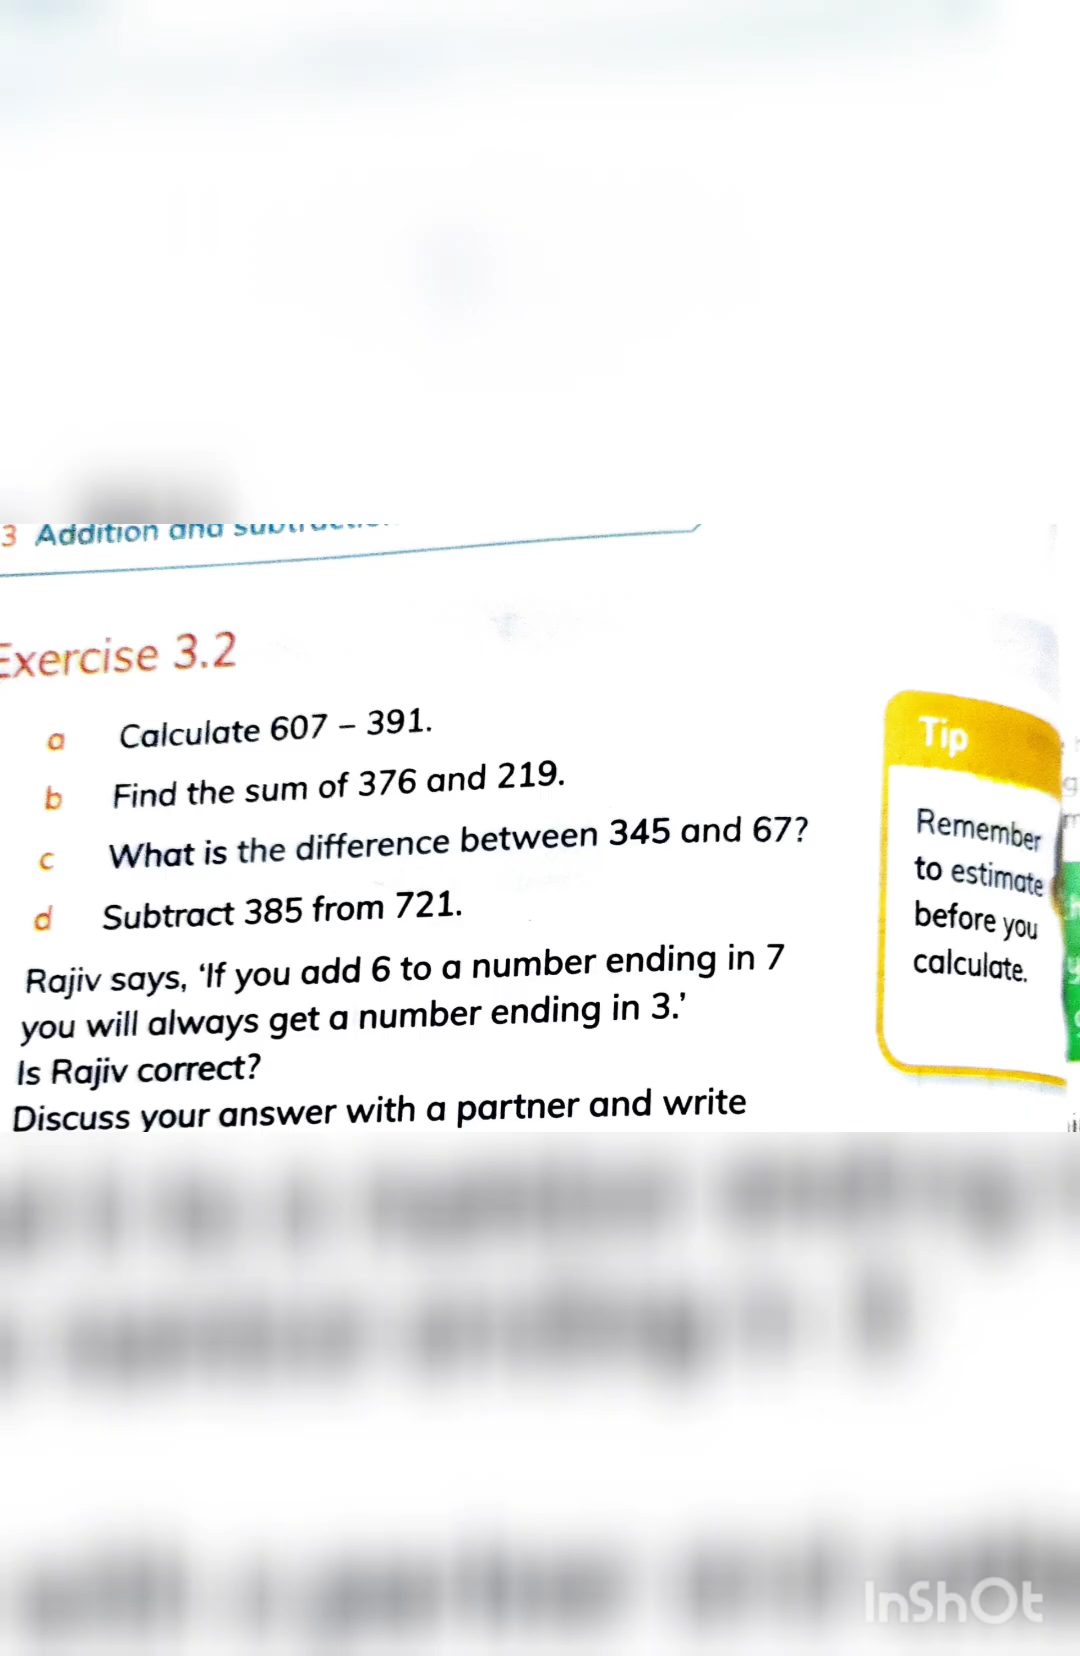 3 Addition and subtraction
Exercise 3.2
a Calculate 607 – 391.
b Find the sum of 376 and 219.
c What is the difference between 345 and 67?
d Subtract 385 from 721.
Rajiv says, ‘If you add 6 to a number ending in 7
you will always get a number ending in 3.’
Is Rajiv correct?
Discuss your answer with a partner and write
Tip
Remember
to estimate
before you
calculate.
InShOt